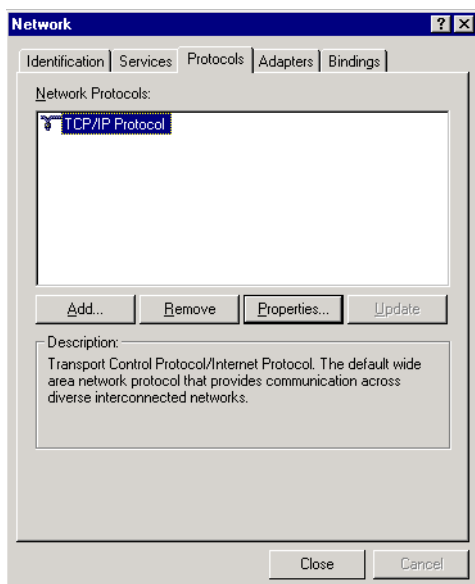 Network
Identification Services Protocols Adapters Bindings
Network Protocols:
TCP/IP Protocol
Add... Remove Properties... Update
Description:
Transport Control Protocol/Internet Protocol. The default wide
area network protocol that provides communication across
diverse interconnected networks.
Close Cancel